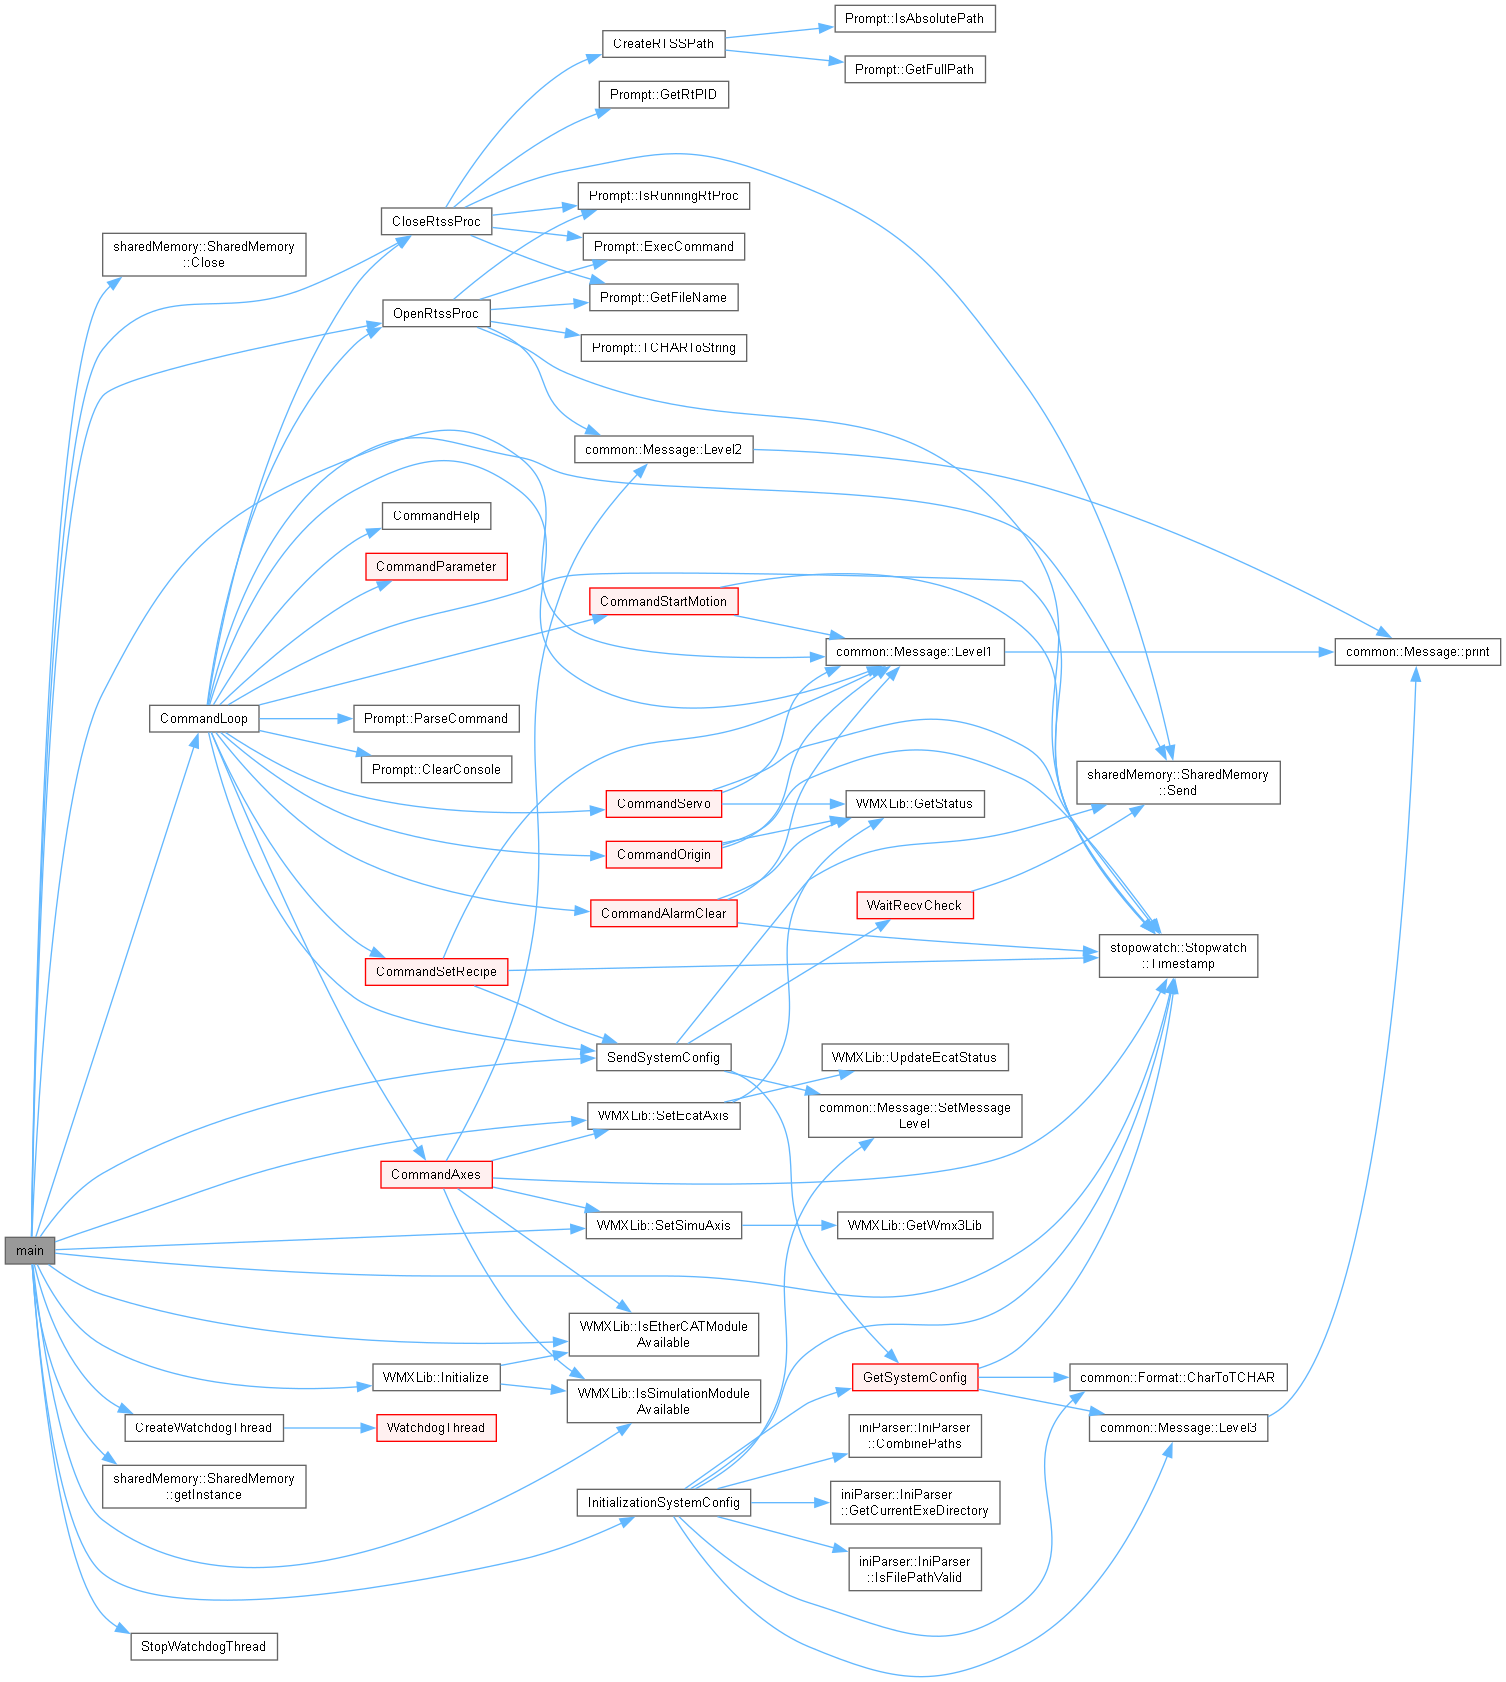 Prompt::IsAbsolutePath
CreateRTSSPath
Prompt::GetFullPath
Prompt::GetRtPID
Prompt::IsRunningRtProc
CloseRtssProc
sharedMemory::SharedMemory
::Close
Prompt::ExecCommand
Prompt::GetFileName
OpenRtssProc
Prompt::TCHARToString
common::Message::Level2
CommandHelp
CommandParameter
CommandStartMotion
common::Message::Level1
common::Message::print
CommandLoop
Prompt::ParseCommand
Prompt::ClearConsole
sharedMemory::SharedMemory
::Send
CommandServo
WMXLib::GetStatus
CommandOrigin
CommandAlarmClear
WaitRecvCheck
stopowatch::Stopwatch
::Timestamp
CommandSetRecipe
SendSystemConfig
WMXLib::UpdateEcatStatus
WMXLib::SetEcatAxis
common::Message::SetMessage
Level
CommandAxes
WMXLib::SetSimuAxis
WMXLib::GetWmx3Lib
main
WMXLib::IsEtherCATModule
Available
WMXLib::Initialize
GetSystemConfig
common::Format::CharToTCHAR
WMXLib::IsSimulationModule
Available
CreateWatchdogThread
WatchdogThread
common::Message::Level3
iniParser::IniParser
::CombinePaths
sharedMemory::SharedMemory
::getInstance
InitializationSystemConfig
iniParser::IniParser
::GetCurrentExeDirectory
iniParser::IniParser
::IsFilePathValid
StopWatchdogThread